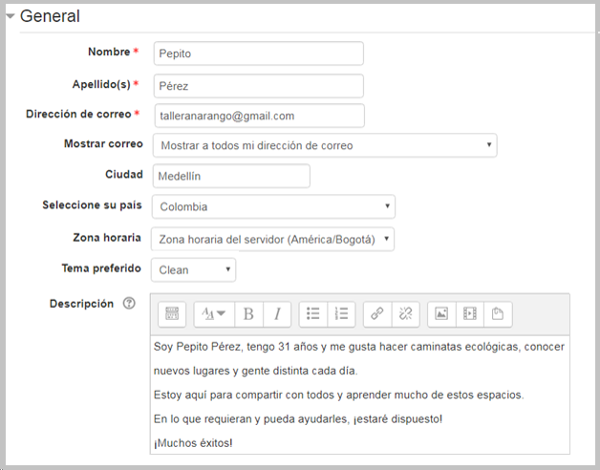 General
Nombre *
Pepito
Apellido(s) *
Pérez
Dirección de correo *
talleranarango@gmail.com
Mostrar correo
Mostrar a todos mi dirección de correo
Ciudad
Medellín
Seleccione su pais
Colombia
Zona horaria
Zona horaria del servidor (América/Bogotá)
Tema preferido
Clean
Descripción ?
B I
Soy Pepito Pérez, tengo 31 años y me gusta hacer caminatas ecológicas, conocer
nuevos lugares y gente distinta cada día.
Estoy aquí para compartir con todos y aprender mucho de estos espacios.
En lo que requieran y pueda ayudarles, ¡estaré dispuesto!
¡Muchos éxitos!